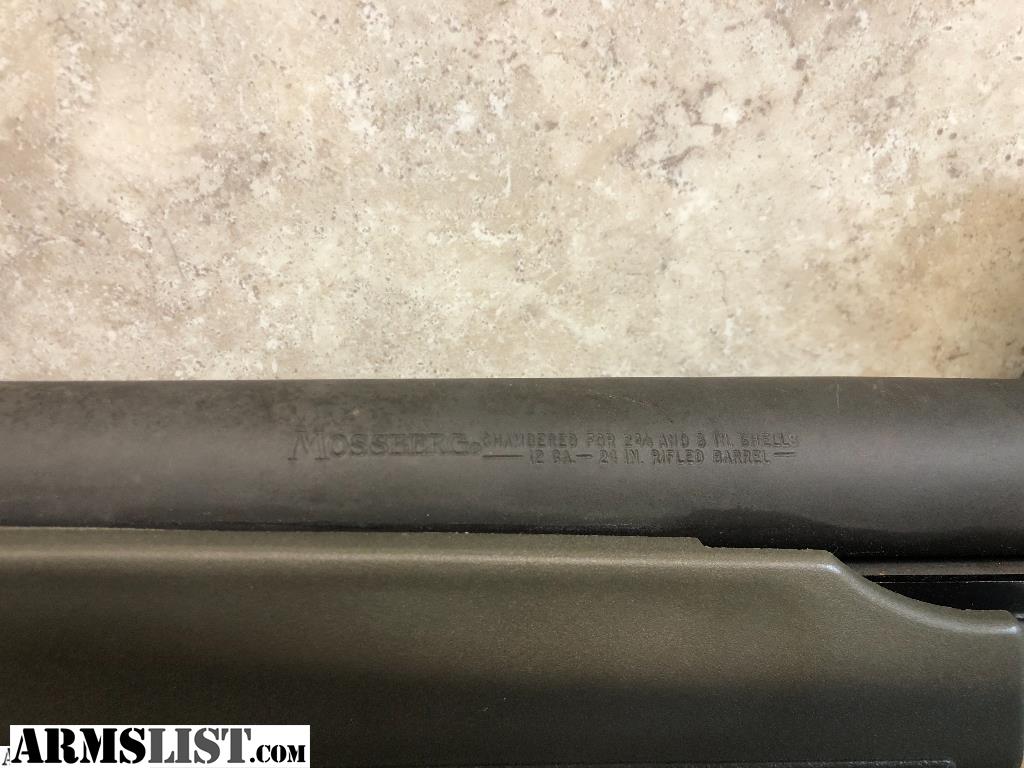 MOSSBERG® CHAMBERED FOR 2¾ AND 3 IN. SHELLS
12 GA. — 24 IN. RIFLED BARREL
ARMSLIST.COM